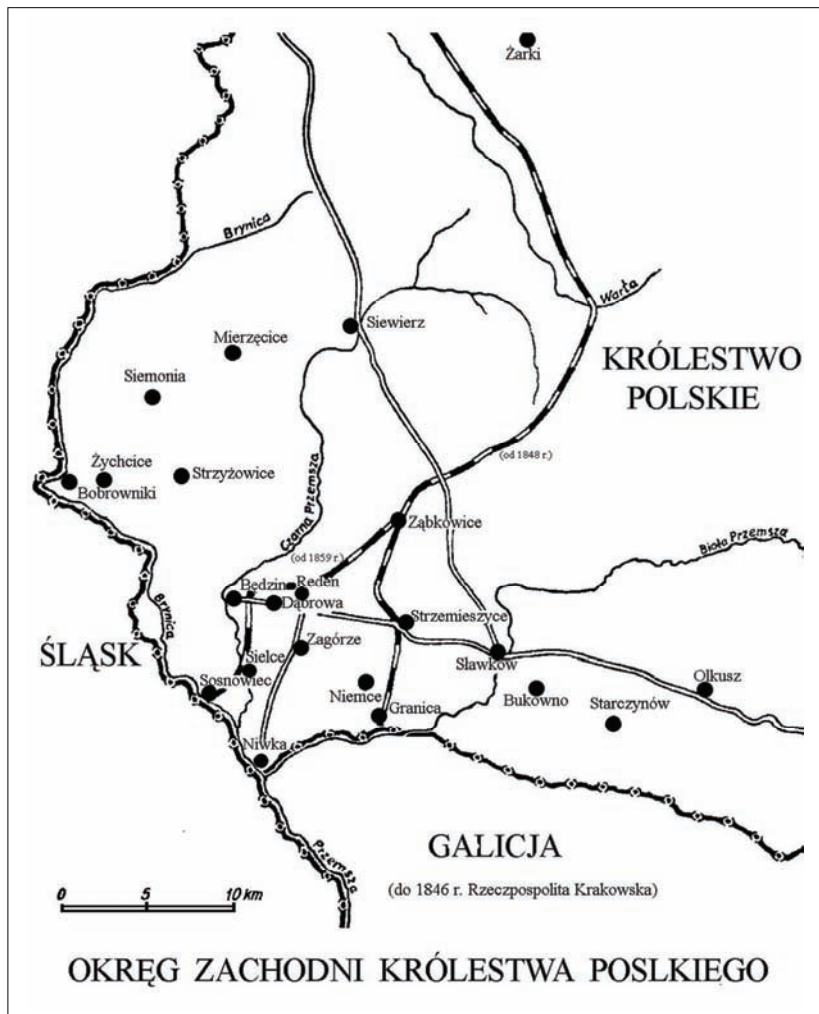 Żarki
Brynica
Warta
Siewierz
Mierzęcice
KRÓLESTWO
POLSKIE
Siemonia
(od 1848 r.)
Żychcice
Strzyżowice
Bobrowniki
Czarna Przemsza
Ząbkowice
Biała Przemsza
(od 1859 r.)
Będzin
Reden
Dąbrowa
Brynica
Strzemieszyce
ŚLĄSK
Zagórze
Sielce
Sławków
Sosnowiec
Niemce
Olkusz
Bukowno
Granica
Starczynów
Niwka
GALICJA
Przemsza
(do 1846 r. Rzeczpospolita Krakowska)
0 5 10 km
OKRĘG ZACHODNI KRÓLESTWA POSLKIEGO